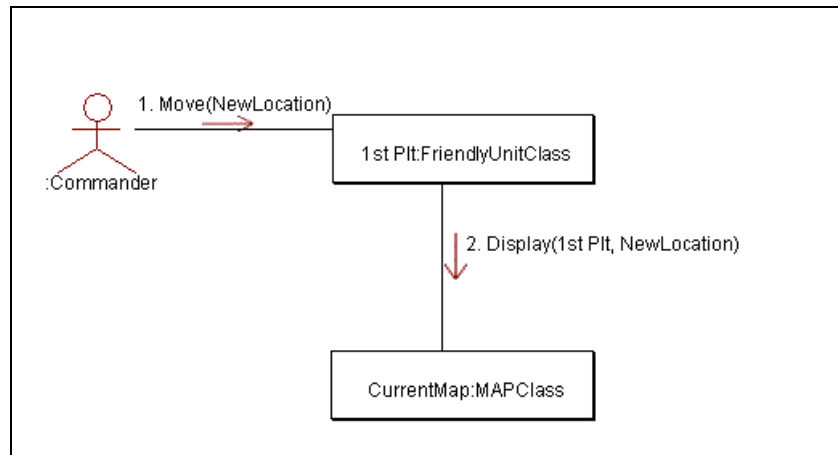 1. Move(NewLocation)
1st Plt:FriendlyUnitClass
:Commander
2. Display(1st Plt, NewLocation)
CurrentMap:MAPClass